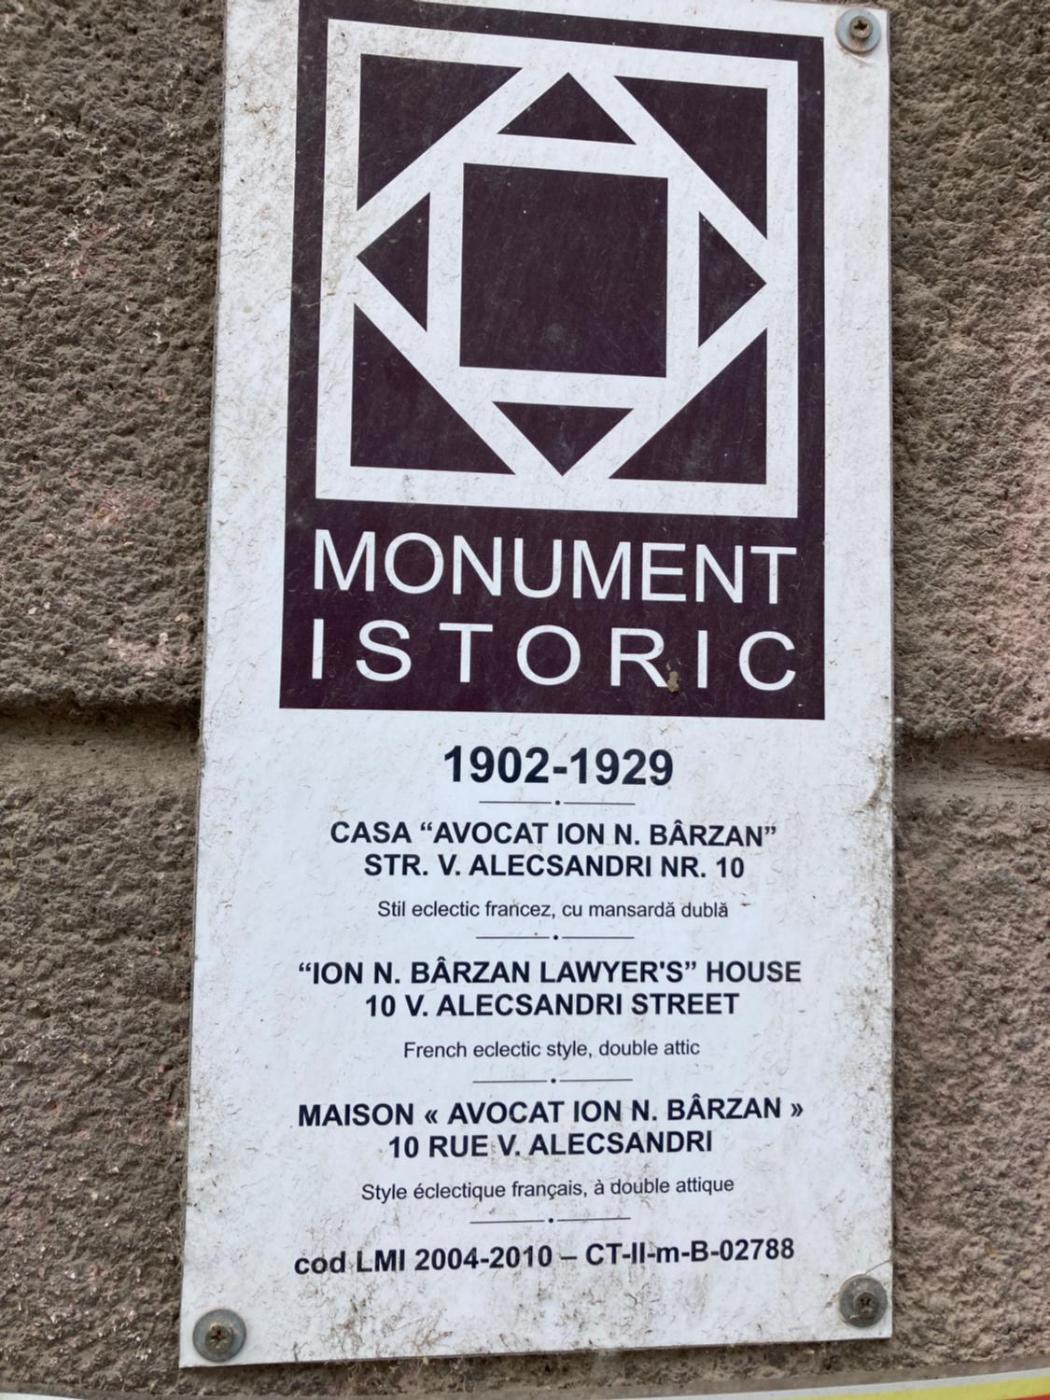 MONUMENT
ISTORIC
1902-1929
CASA “AVOCAT ION N. BÂRZAN”
STR. V. ALECSANDRI NR. 10
Stil eclectic francez, cu mansardă dublă
“ION N. BÂRZAN LAWYER'S” HOUSE
10 V. ALECSANDRI STREET
French eclectic style, double attic
MAISON « AVOCAT ION N. BÂRZAN »
10 RUE V. ALECSANDRI
Style éclectique français, à double attique
cod LMI 2004-2010 – CT-II-m-B-02788